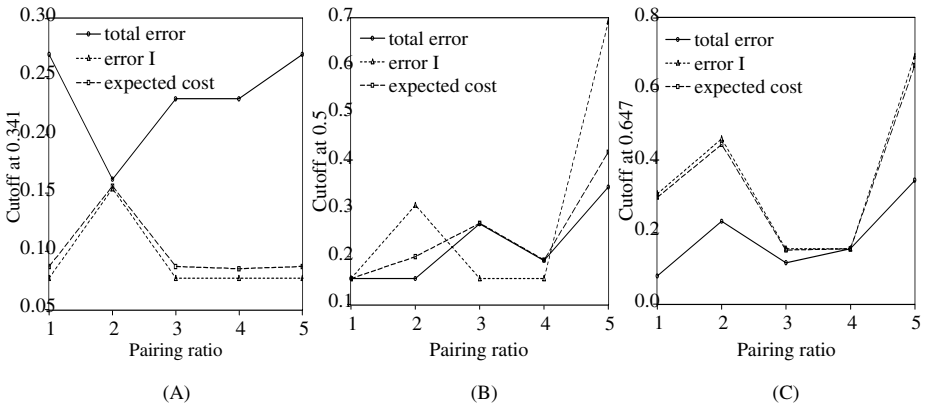 Cutoff at 0.341
0.30
0.25
0.20
0.15
0.10
0.05
total error
error I
expected cost
1 2 3 4 5
Pairing ratio
(A)
Cutoff at 0.5
0.7
0.6
0.5
0.4
0.3
0.2
0.1
total error
error I
expected cost
1 2 3 4 5
Pairing ratio
(B)
Cutoff at 0.647
0.8
0.6
0.8
0.2
0.0
total error
error I
expected cost
1 2 3 4 5
Pairing ratio
(C)